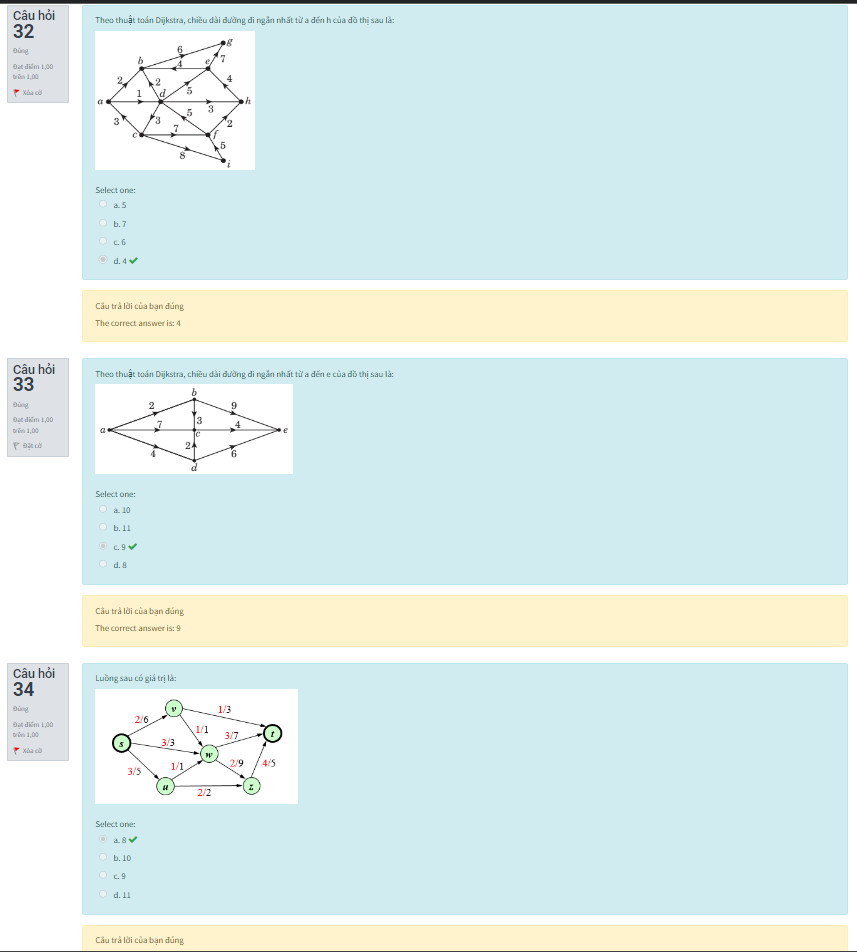 Câu hỏi
32
Đúng
Đạt điểm 1,00
trên 1,00
Xóa cờ
Theo thuật toán Dijkstra, chiều dài đường đi ngắn nhất từ a đến h của đồ thị sau là:
g
6
b
4
e
7
2
2
d
5
4
a
1
3
h
3
3
5
2
c
7
f
5
8
i
Select one:
a. 5
b. 7
c. 6
d. 4
Câu trả lời của bạn đúng
The correct answer is: 4
Câu hỏi
33
Đúng
Đạt điểm 1,00
trên 1,00
Đặt cờ
Theo thuật toán Dijkstra, chiều dài đường đi ngắn nhất từ a đến e của đồ thị sau là:
b
2
9
3
a
7
c
4
e
2
4
6
d
Select one:
a. 10
b. 11
c. 9
d. 8
Câu trả lời của bạn đúng
The correct answer is: 9
Câu hỏi
34
Đúng
Đạt điểm 1,00
trên 1,00
Xóa cờ
Luồng sau có giá trị là:
v
1/3
2/6
1/1
3/7
t
s
3/3
w
3/5
1/1
2/9
4/5
u
2/2
z
Select one:
a. 8
b. 10
c. 9
d. 11
Câu trả lời của bạn đúng